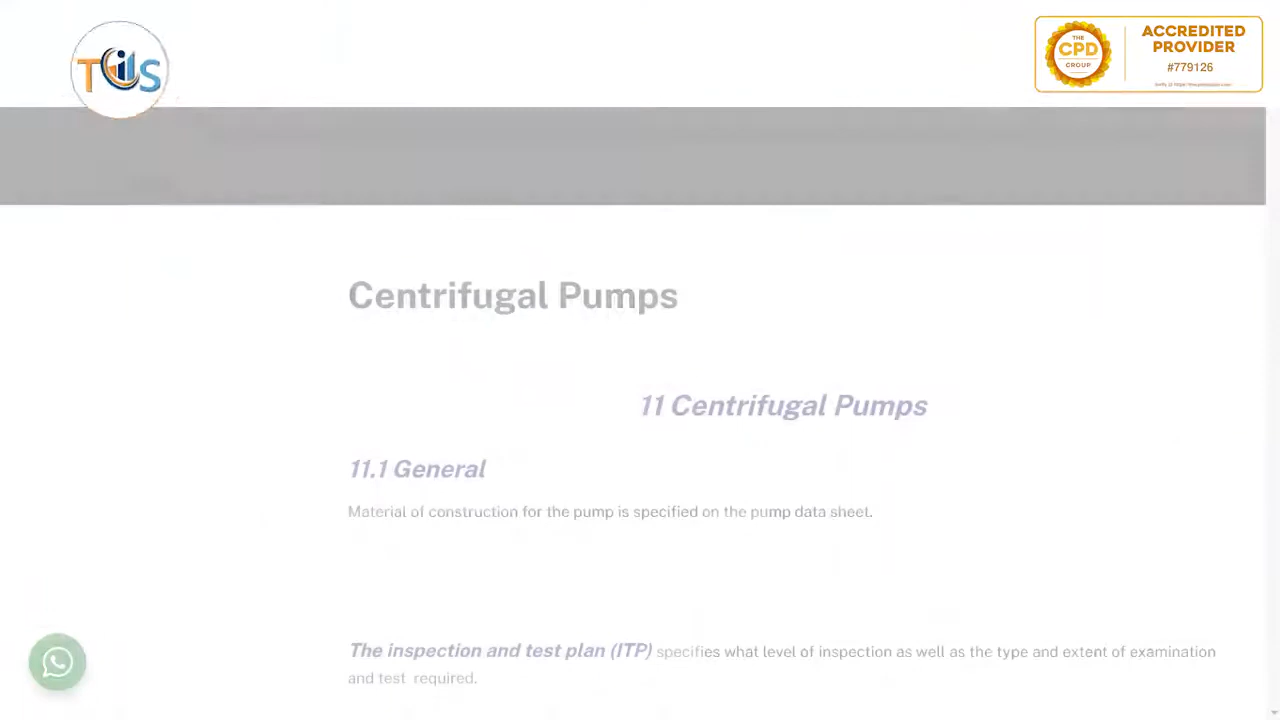 TIS
THE
CPD
GROUP
ACCREDITED
PROVIDER
#779126
Centrifugal Pumps
11 Centrifugal Pumps
11.1 General
Material of construction for the pump is specified on the pump data sheet.
The inspection and test plan (ITP) specifies what level of inspection as well as the type and extent of examination
and test required.